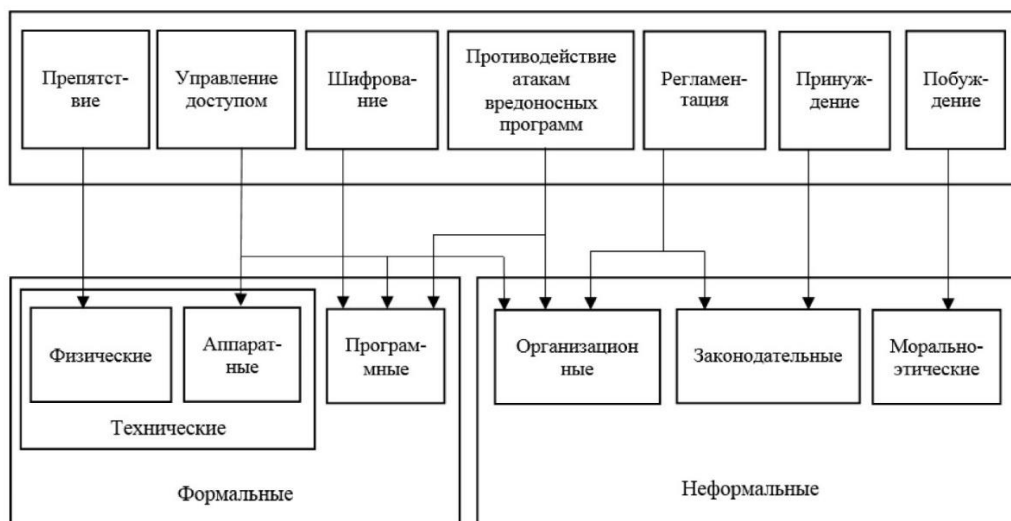 Препятст-
вие
Управление
доступом
Шифрова-
ние
Противодействие
атакам
вредоносных
программ
Регламен-
тация
Принуж-
дение
Побуж-
дение
Физические
Аппарат-
ные
Програм-
мные
Организацион
ные
Законодательные
Морально-
этические
Технические
Формальные
Неформальные